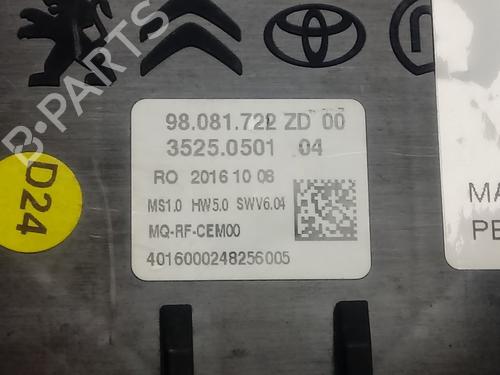 98.081.722 ZD 00
3525.0501 04
RO 2016 10 08
MS1.0 HW5.0 SWV6.04
MQ-RF-CEM00
4016000248256005
D24
MA
PE
B-PARTS